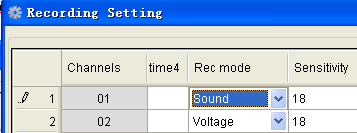 Recording Setting
Channels time4 Rec mode Sensitivity
1 01 Sound 18
2 02 Voltage 18